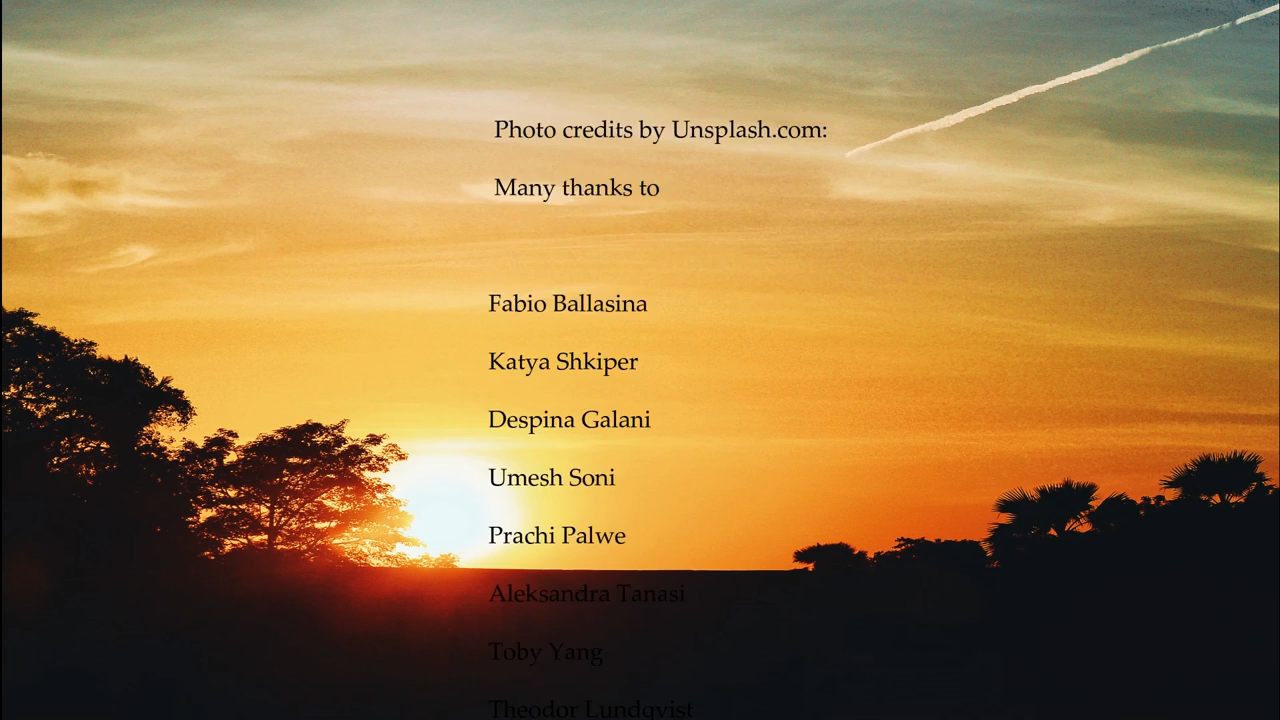 Photo credits by Unsplash.com:
Many thanks to
Fabio Ballasina
Katya Shkiper
Despina Galani
Umesh Soni
Prachi Palwe
Aleksandra Tanasi
Toby Yang
Theodor Lundqvist